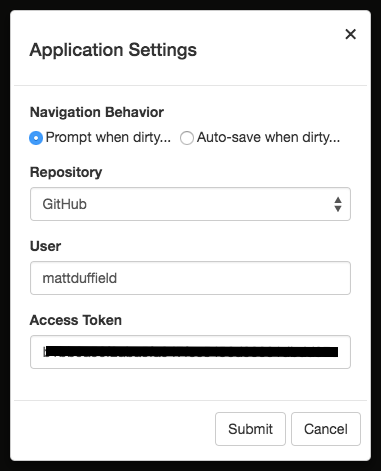 ×
Application Settings
Navigation Behavior
Prompt when dirty... Auto-save when dirty...
Repository
GitHub
User
mattduffield
Access Token
Submit Cancel